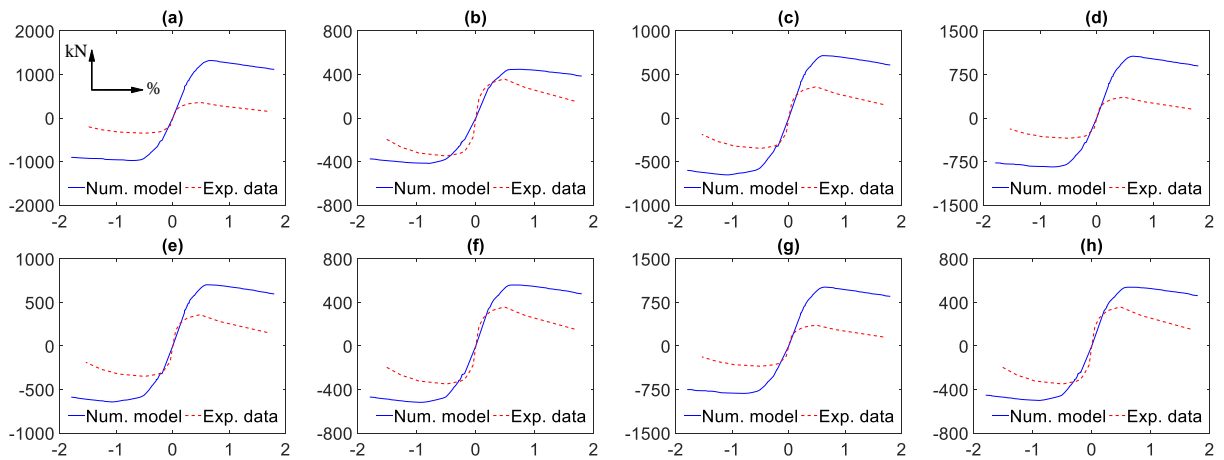 (a) (b) (c) (d)
2000 800 1000 1500
kN
1000 400 500 750
%
0 0 0 0
-1000 -400 -500 -750
Num. model Exp. data Num. model Exp. data Num. model Exp. data Num. model Exp. data
-2000 -800 -1000 -1500
-2 -1 0 1 2 -2 -1 0 1 2 -2 -1 0 1 2 -2 -1 0 1 2
(e) (f) (g) (h)
1000 800 1500 800
500 400 750 400
0 0 0 0
-500 -400 -750 -400
Num. model Exp. data Num. model Exp. data Num. model Exp. data Num. model Exp. data
-1000 -800 -1500 -800
-2 -1 0 1 2 -2 -1 0 1 2 -2 -1 0 1 2 -2 -1 0 1 2